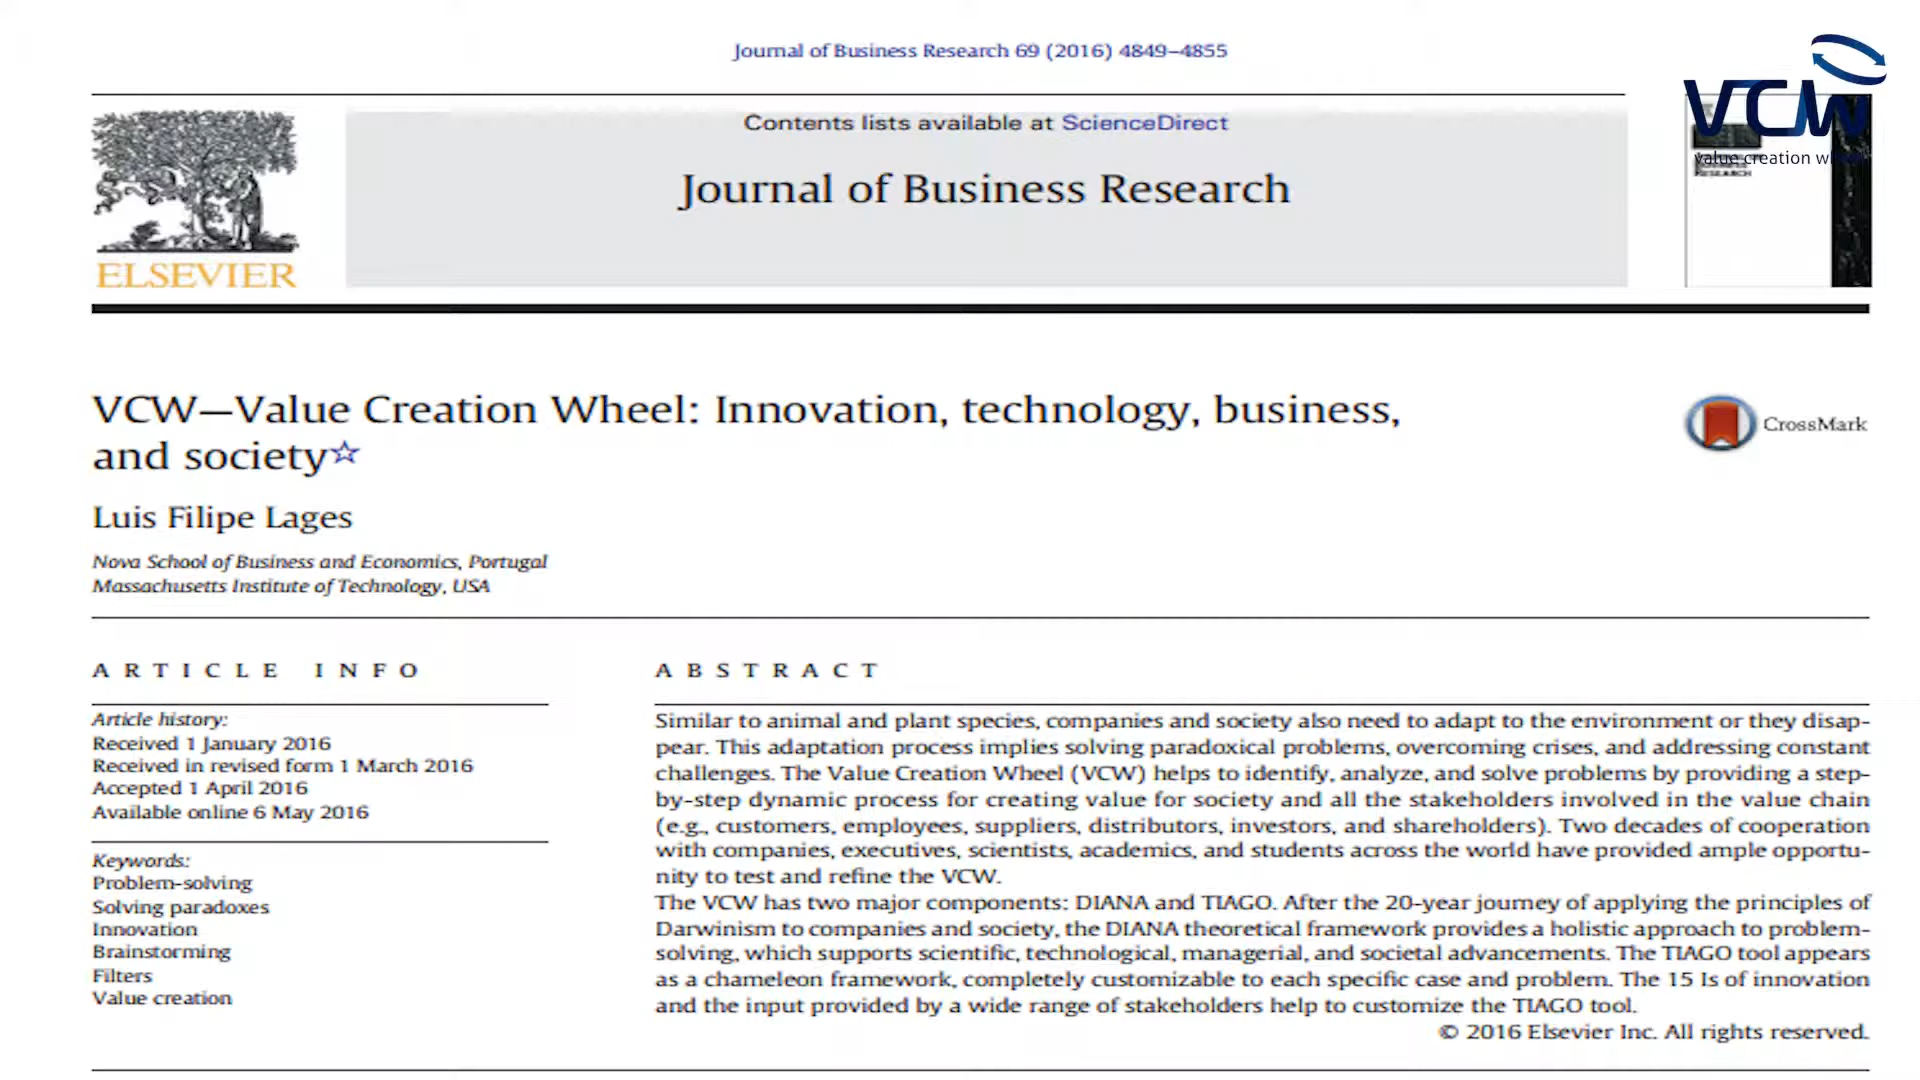 Journal of Business Research 69 (2016) 4849–4855
VCW
value creation
RESEARCH
Contents lists available at ScienceDirect
Journal of Business Research
ELSEVIER
VCW—Value Creation Wheel: Innovation, technology, business,
and society☆
CrossMark
Luis Filipe Lages
Nova School of Business and Economics, Portugal
Massachusetts Institute of Technology, USA
ARTICLE INFO
Article history:
Received 1 January 2016
Received in revised form 1 March 2016
Accepted 1 April 2016
Available online 6 May 2016
Keywords:
Problem-solving
Solving paradoxes
Innovation
Brainstorming
Filters
Value creation
ABSTRACT
Similar to animal and plant species, companies and society also need to adapt to the environment or they disap-
pear. This adaptation process implies solving paradoxical problems, overcoming crises, and addressing constant
challenges. The Value Creation Wheel (VCW) helps to identify, analyze, and solve problems by providing a step-
by-step dynamic process for creating value for society and all the stakeholders involved in the value chain
(e.g., customers, employees, suppliers, distributors, investors, and shareholders). Two decades of cooperation
with companies, executives, scientists, academics, and students across the world have provided ample opportu-
nity to test and refine the VCW.
The VCW has two major components: DIANA and TIAGO. After the 20-year journey of applying the principles of
Darwinism to companies and society, the DIANA theoretical framework provides a holistic approach to problem-
solving, which supports scientific, technological, managerial, and societal advancements. The TIAGO tool appears
as a chameleon framework, completely customizable to each specific case and problem. The 15 Is of innovation
and the input provided by a wide range of stakeholders help to customize the TIAGO tool.
© 2016 Elsevier Inc. All rights reserved.